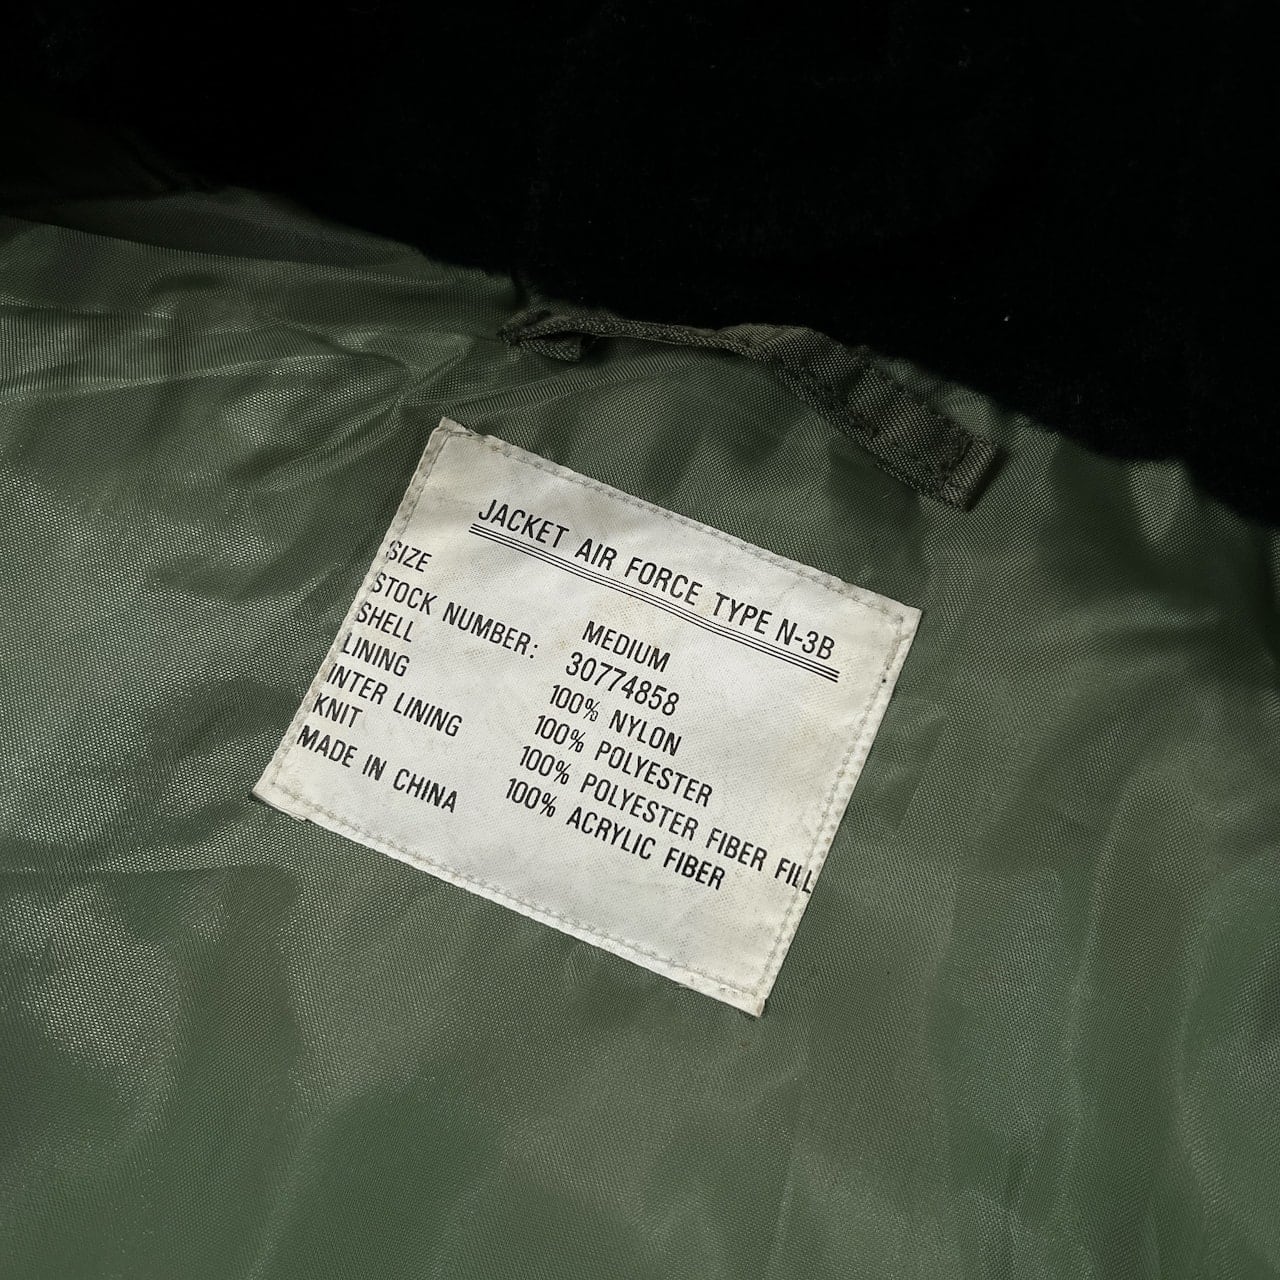 JACKET AIR FORCE TYPE N-3B
SIZE MEDIUM
STOCK NUMBER: 30774858
SHELL 100% NYLON
LINING 100% POLYESTER
INTER LINING 100% POLYESTER FIBER FILL
KNIT 100% ACRYLIC FIBER
MADE IN CHINA